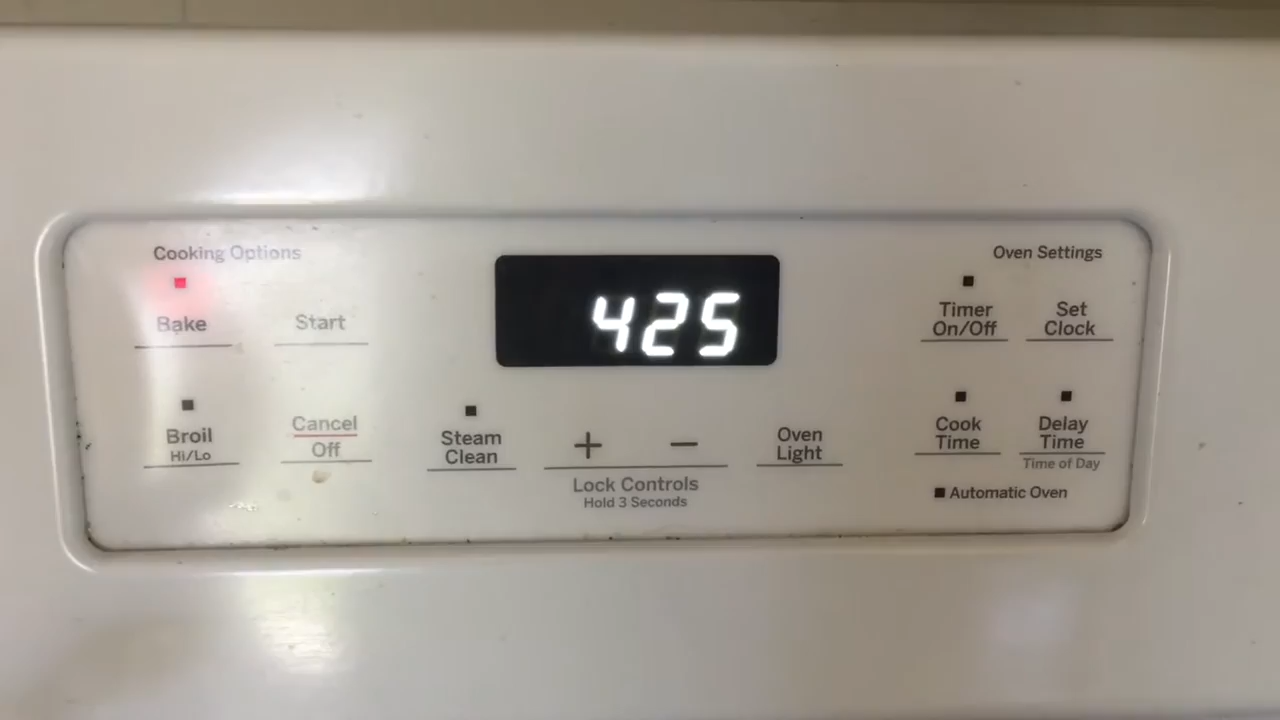 Cooking Options
Bake
Start
Broil
Hi/Lo
Cancel
Off
425
Steam
Clean
+ −
Lock Controls
Hold 3 Seconds
Oven
Light
Oven Settings
Timer
On/Off
Set
Clock
Cook
Time
Delay
Time
Time of Day
Automatic Oven